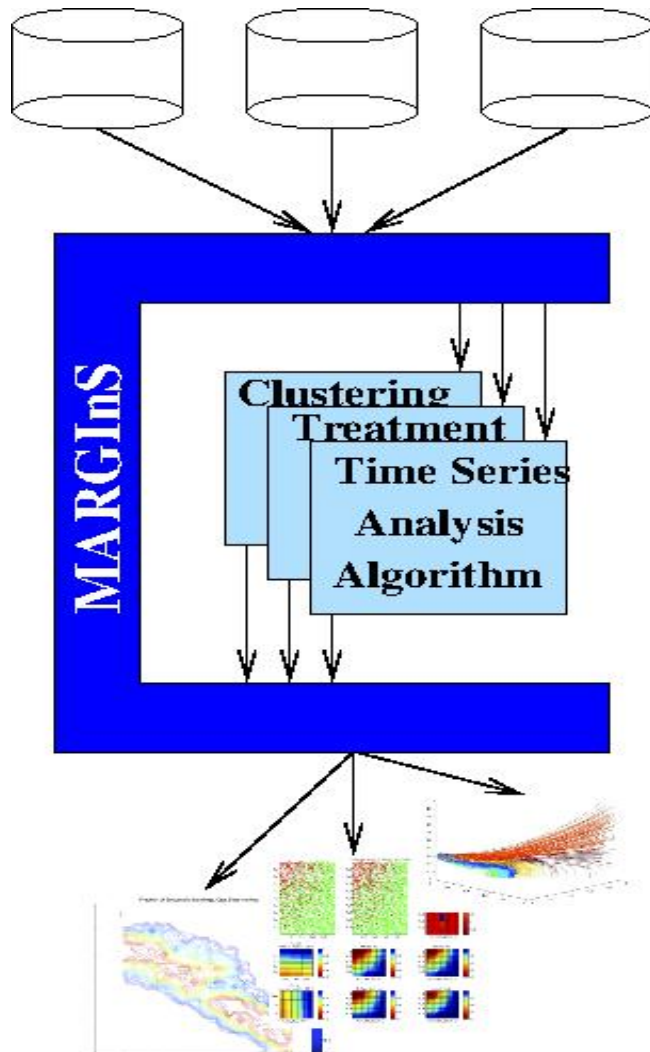 MARGInS
Clustering
Treatment
Time Series
Analysis
Algorithm